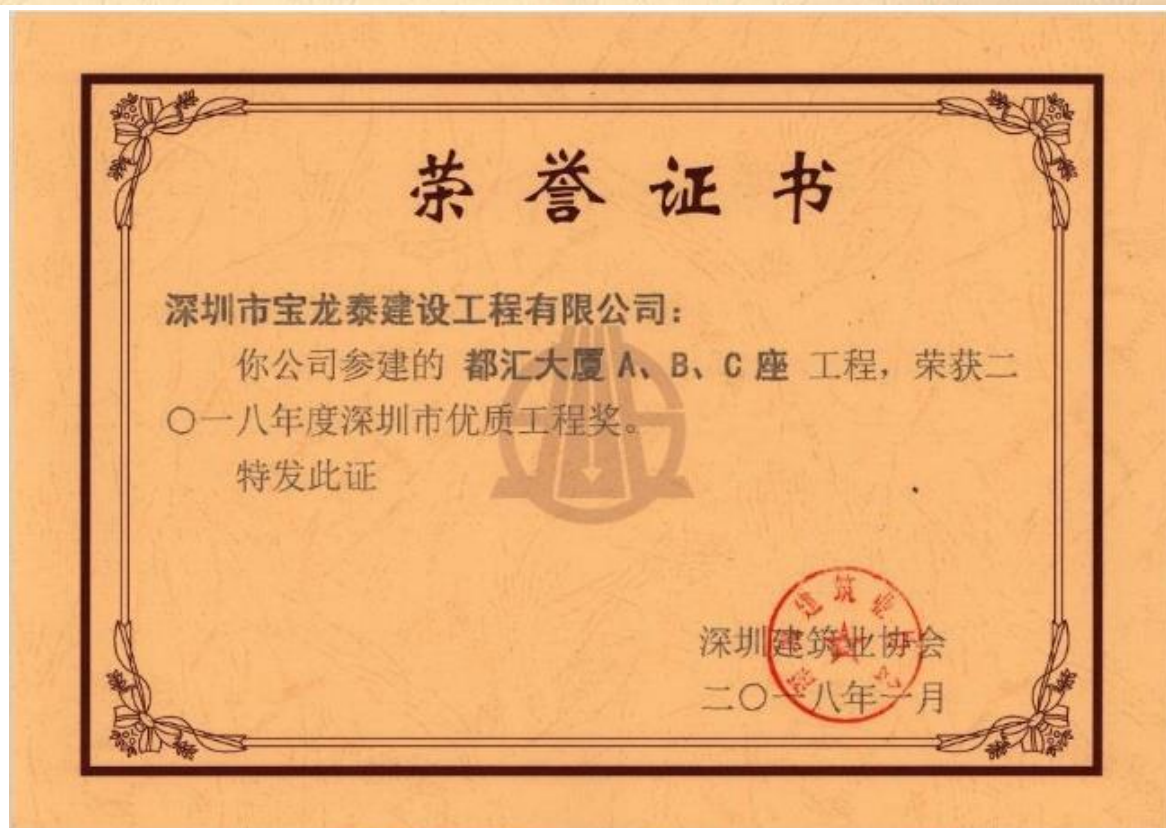 荣誉证书
深圳市宝龙泰建设工程有限公司：
你公司参建的 都汇大厦 A、B、C 座 工程，荣获二
〇一八年度深圳市优质工程奖。
特发此证
深圳建筑业协会
二〇一八年一月